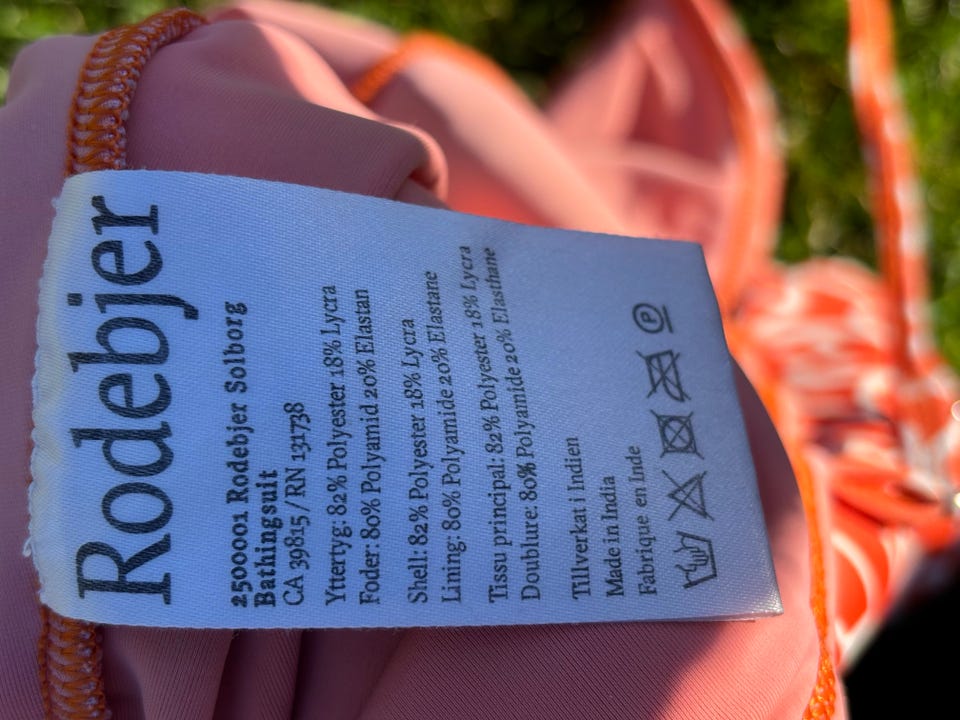 Rodebjer
25000001 Rodebjer Solborg
Bathingsuit
CA 39815 / RN 131738
Yttertyg: 82% Polyester 18% Lycra
Foder: 80% Polyamid 20% Elastan
Shell: 82% Polyester 18% Lycra
Lining: 80% Polyamide 20% Elastane
Tissu principal: 82% Polyester 18% Lycra
Doublure: 80% Polyamide 20% Elasthane
Tillverkat i Indien
Made in India
Fabrique en Inde
P